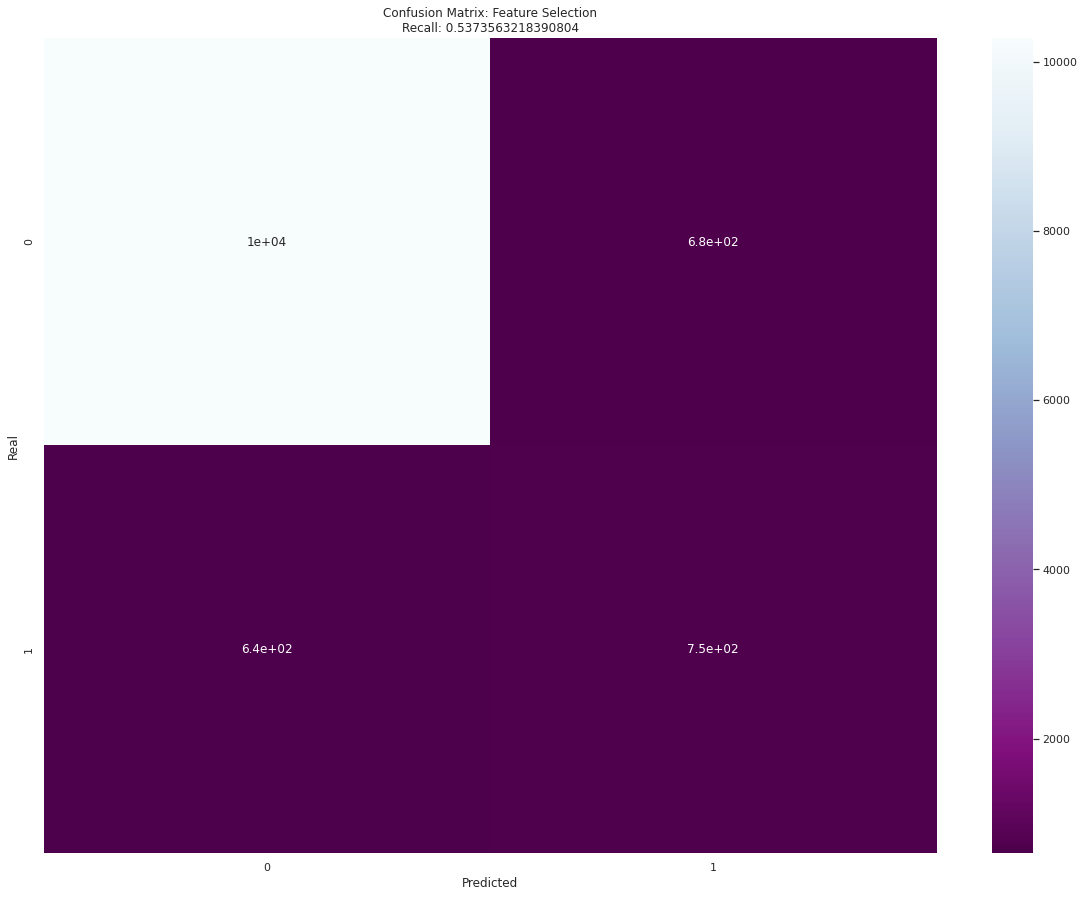 Confusion Matrix: Feature Selection
Recall: 0.5373563218390804
10000
8000
6000
4000
2000
Real
0
1e+04
6.8e+02
1
6.4e+02
7.5e+02
0
1
Predicted